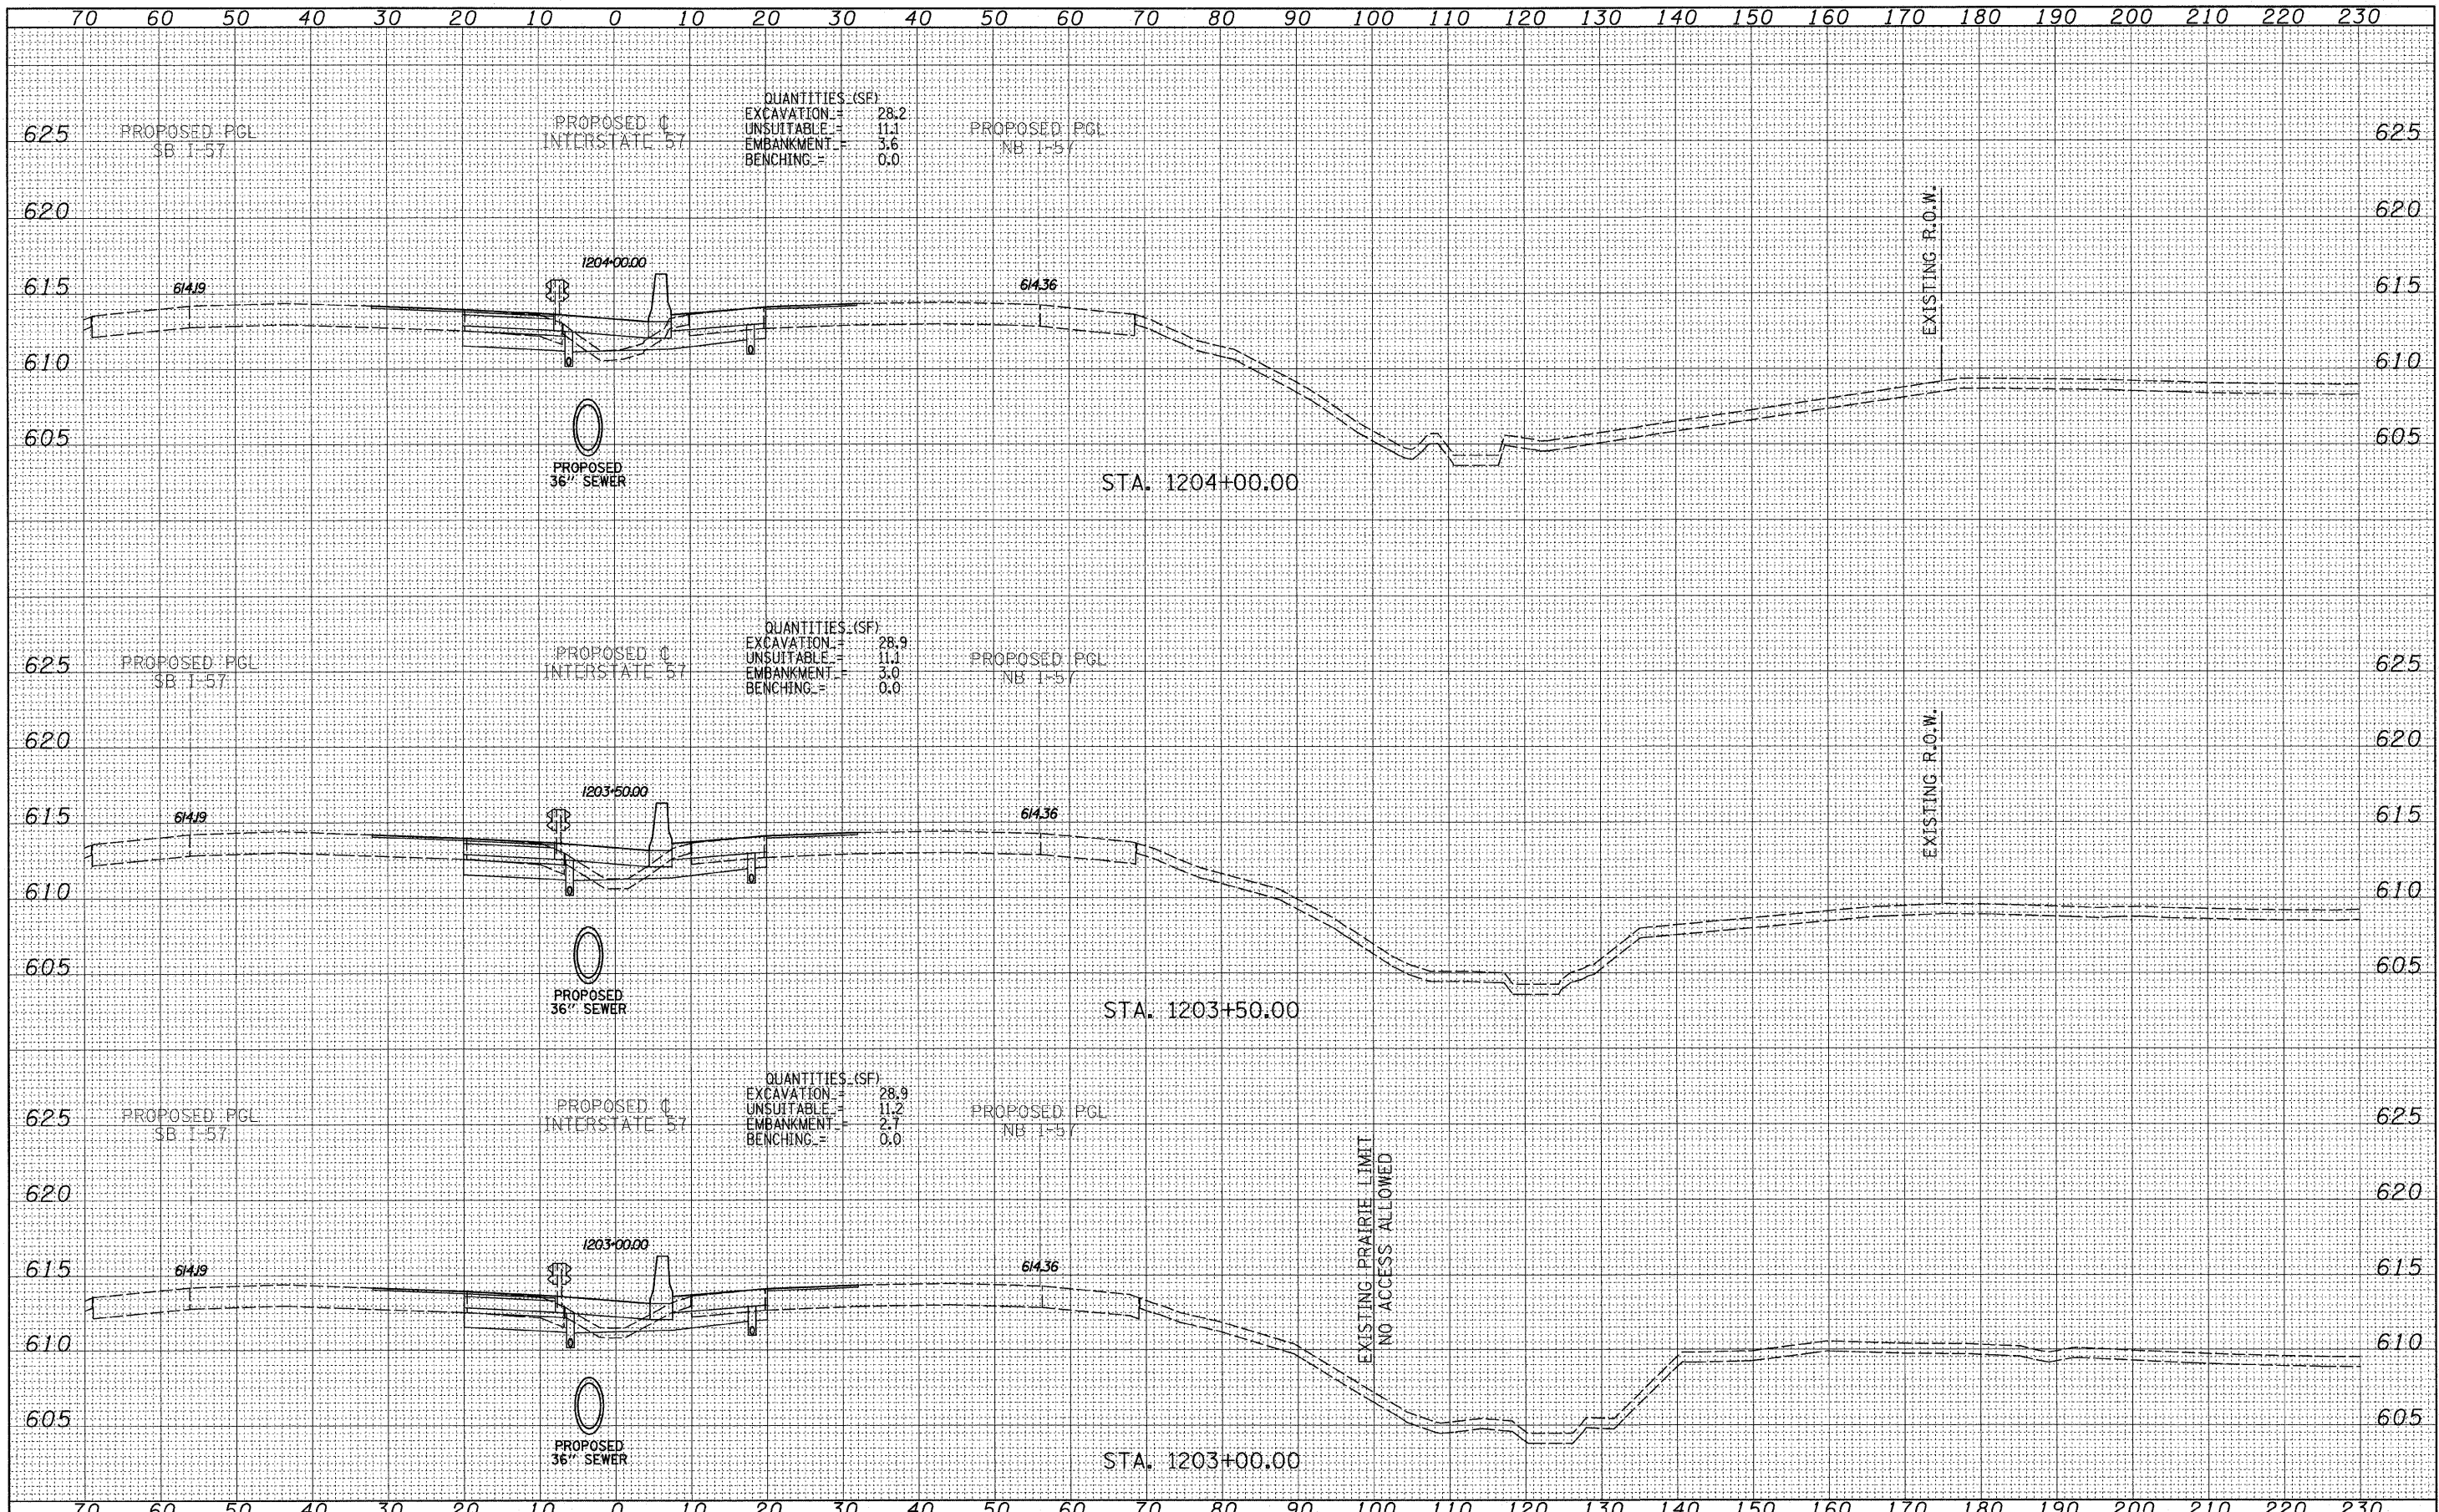 70 60 50 40 30 20 10 0 10 20 30 40 50 60 70 80 90 100 110 120 130 140 150 160 170 180 190 200 210 220 230
QUANTITIES (SF)
EXCAVATION = 28.2
UNSUITABLE = 11.1
EMBANKMENT = 3.6
BENCHING = 0.0
PROPOSED PGL
SB I-57
PROPOSED ℄
INTERSTATE 57
PROPOSED PGL
NB I-57
625 625
620 620
EXISTING R.O.W.
1204+00.00
615 614.19 614.36 615
610 610
605 605
PROPOSED
36" SEWER
STA. 1204+00.00
QUANTITIES (SF)
EXCAVATION = 28.9
UNSUITABLE = 11.1
EMBANKMENT = 3.0
BENCHING = 0.0
PROPOSED PGL
SB I-57
PROPOSED ℄
INTERSTATE 57
PROPOSED PGL
NB I-57
625 625
620 620
EXISTING R.O.W.
1203+50.00
615 614.19 614.36 615
610 610
605 605
PROPOSED
36" SEWER
STA. 1203+50.00
QUANTITIES (SF)
EXCAVATION = 28.9
UNSUITABLE = 11.2
EMBANKMENT = 2.7
BENCHING = 0.0
PROPOSED PGL
SB I-57
PROPOSED ℄
INTERSTATE 57
PROPOSED PGL
NB I-57
625 625
620 620
EXISTING PRAIRIE LIMIT
NO ACCESS ALLOWED
1203+00.00
615 614.19 614.36 615
610 610
605 605
PROPOSED
36" SEWER
STA. 1203+00.00
70 60 50 40 30 20 10 0 10 20 30 40 50 60 70 80 90 100 110 120 130 140 150 160 170 180 190 200 210 220 230